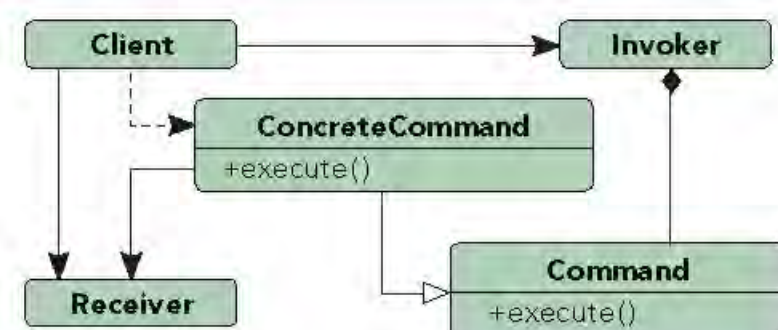 Client
Invoker
ConcreteCommand
+execute()
Command
Receiver
+execute()